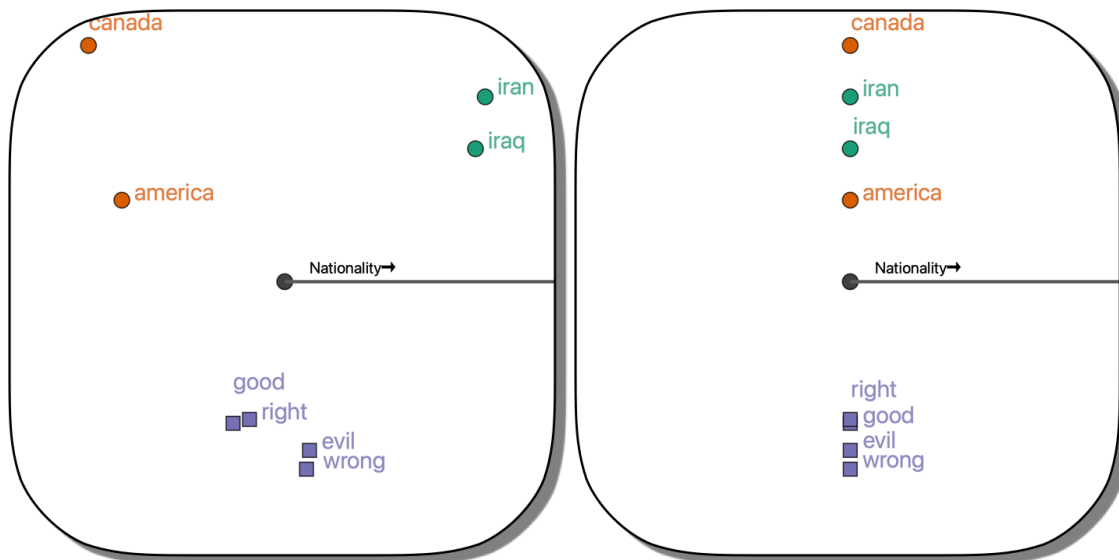 canada
iran
iraq
america
Nationality→
good
right
evil
wrong
canada
iran
iraq
america
Nationality→
right
good
evil
wrong